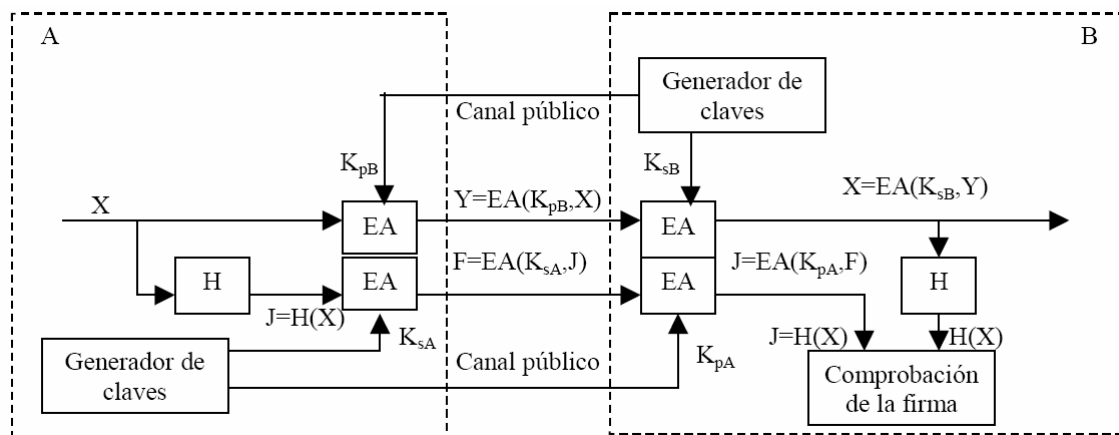 A
B
Generador de
claves
Canal público
K_pB
K_sB
X
EA
Y=EA(K_pB,X)
EA
X=EA(K_sB,Y)
H
J=H(X)
EA
F=EA(K_sA,J)
EA
J=EA(K_pA,F)
H
K_sA
J=H(X)
H(X)
Generador de
claves
Canal público
K_pA
Comprobación
de la firma